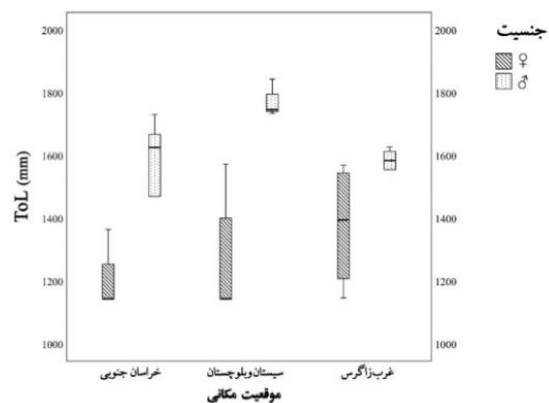 جنسیت
♀
♂
2000
1800
1600
1400
1200
1000
ToL (mm)
2000
1800
1600
1400
1200
1000
خراسان جنوبی
سیستان‌وبلوچستان
غرب‌زاگرس
موقعیت مکانی